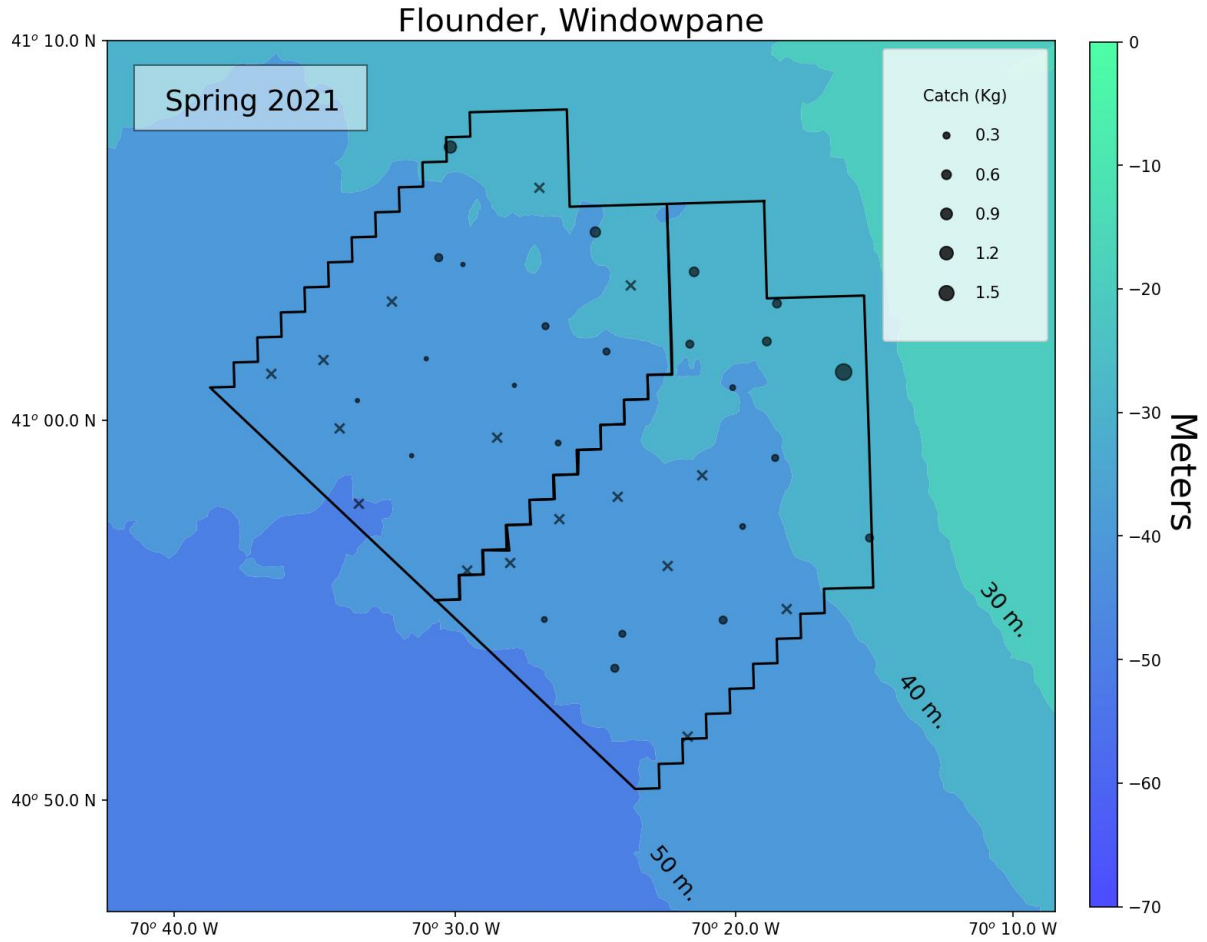 Flounder, Windowpane
41° 10.0 N
Spring 2021
Catch (Kg)
0.3
0.6
0.9
1.2
1.5
41° 00.0 N
40° 50.0 N
30 m.
40 m.
50 m.
70° 40.0 W
70° 30.0 W
70° 20.0 W
70° 10.0 W
0
−10
−20
−30
−40
−50
−60
−70
Meters